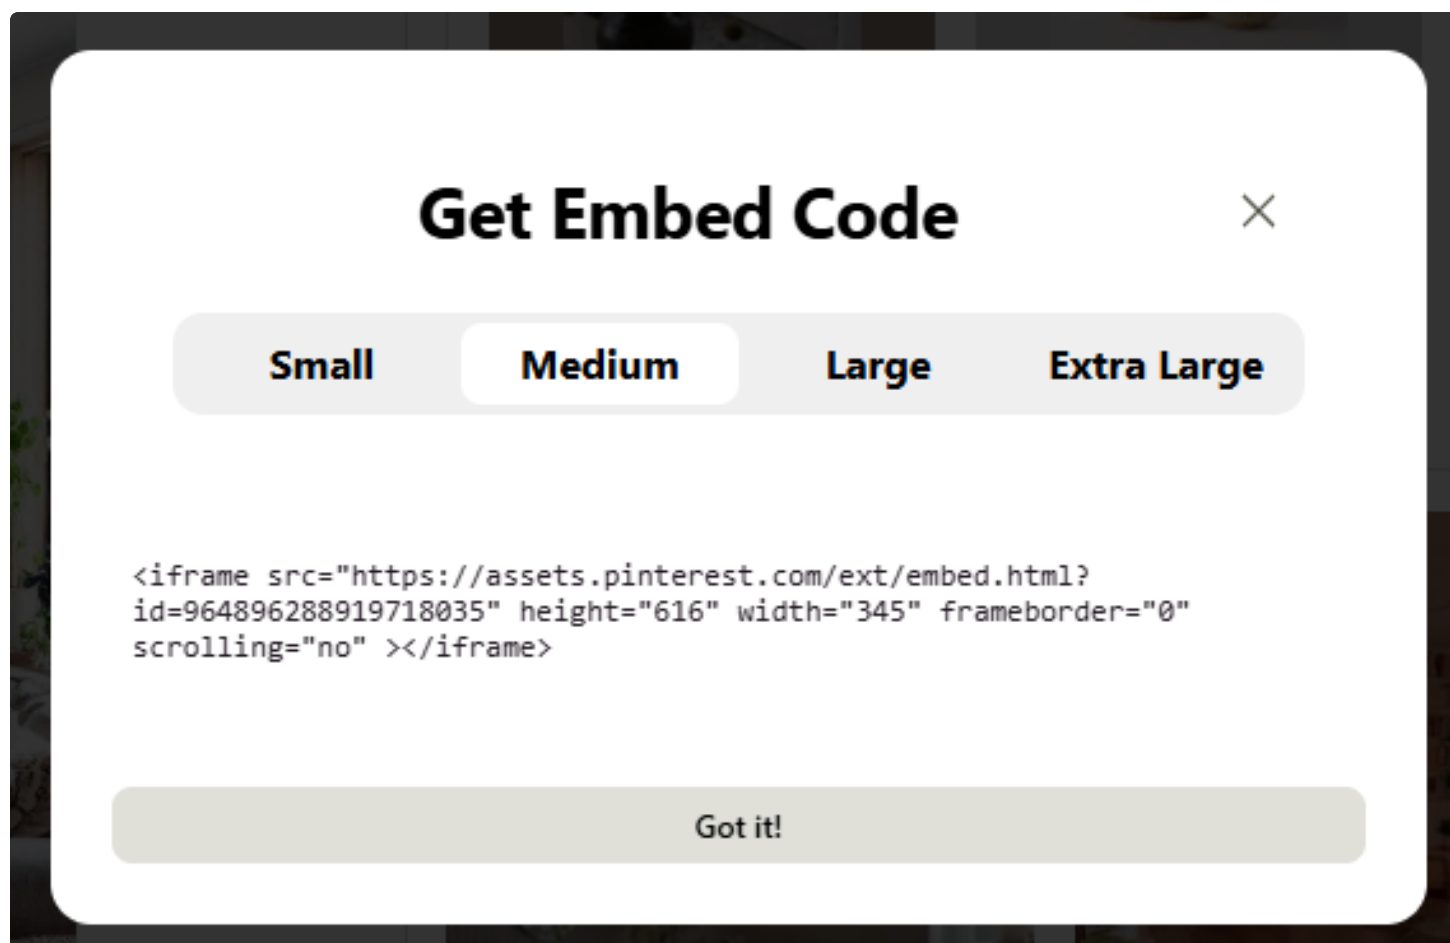 Get Embed Code
Small Medium Large Extra Large
<iframe src="https://assets.pinterest.com/ext/embed.html?
id=964896288919718035" height="616" width="345" frameborder="0"
scrolling="no" ></iframe>
Got it!